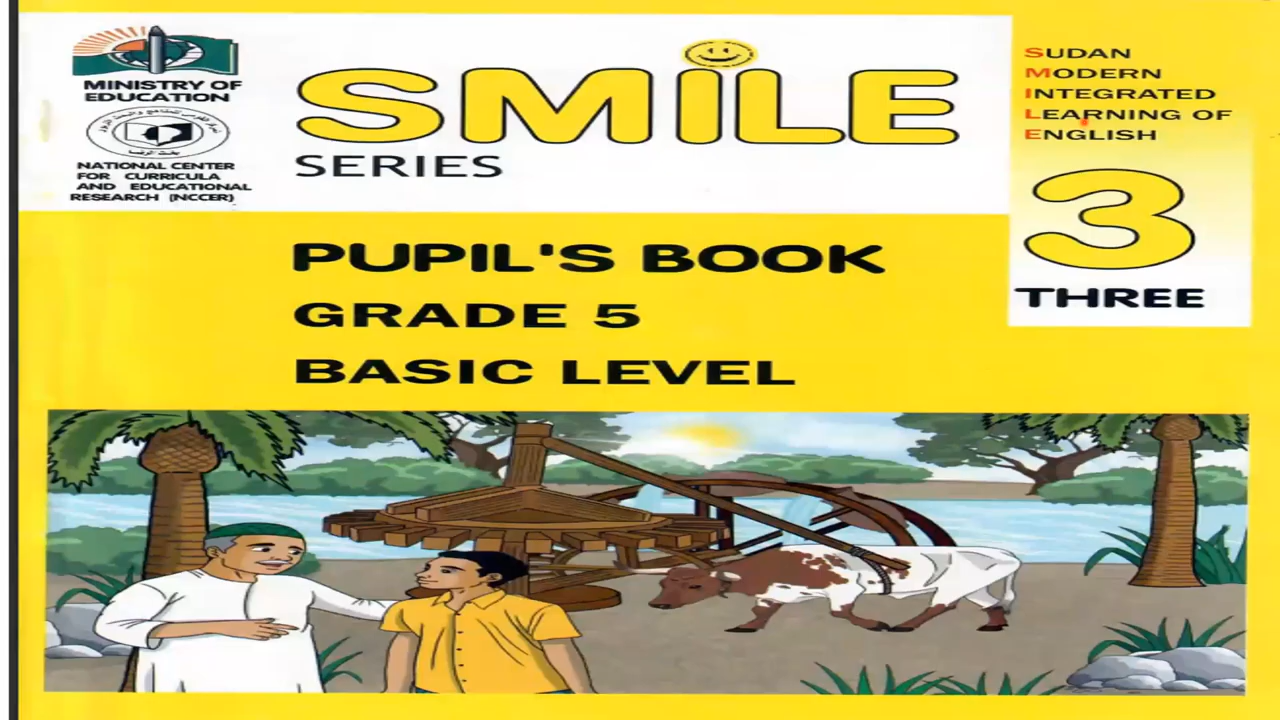 MINISTRY OF
EDUCATION
NATIONAL CENTER
FOR CURRICULA
AND EDUCATIONAL
RESEARCH (NCCER)
SMILE
SERIES
SUDAN
MODERN
INTEGRATED
LEARNING OF
ENGLISH
3
THREE
PUPIL'S BOOK
GRADE 5
BASIC LEVEL